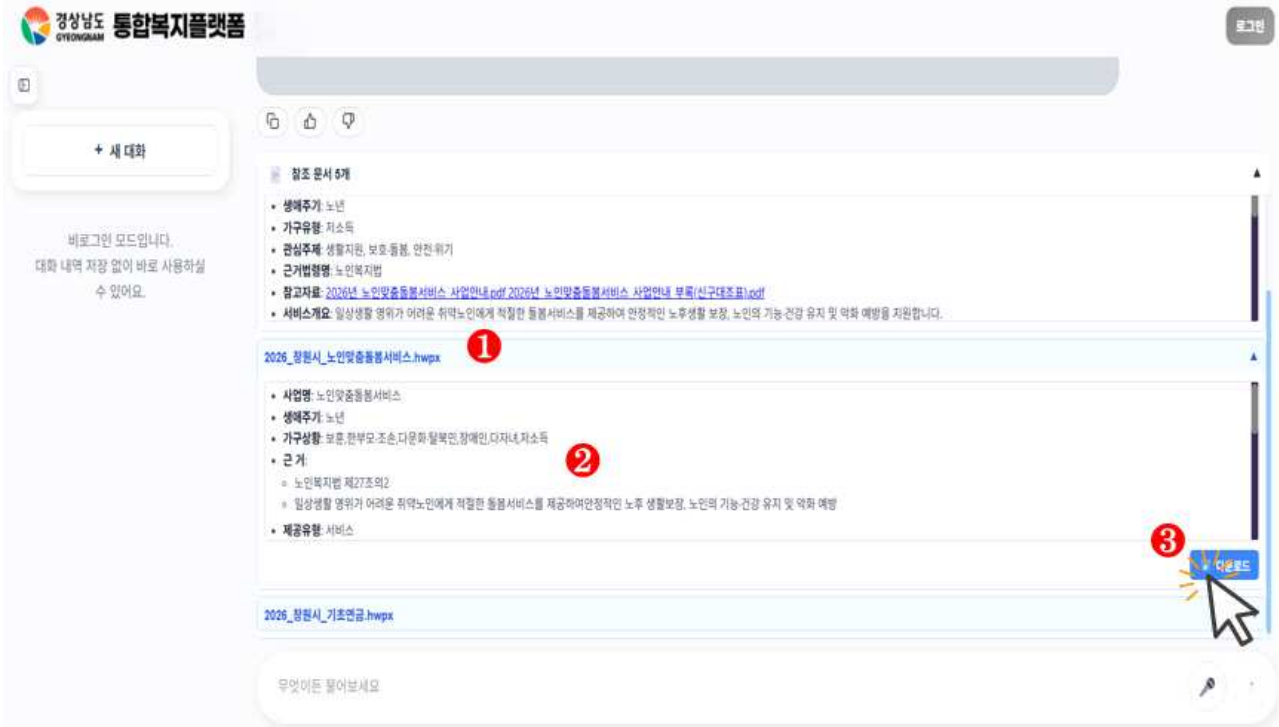 경상남도 통합복지플랫폼
GYEONGNAM
로그인
+ 새 대화
비로그인 모드입니다.
대화 내역 저장 없이 바로 사용하실
수 있어요.
참조 문서 5개 ▲
• 생애주기: 노년
• 가구유형: 저소득
• 관심주제: 생활지원, 보호·돌봄, 안전·위기
• 근거법령명: 노인복지법
• 참고자료: 2026년 노인맞춤돌봄서비스 사업안내.pdf 2026년 노인맞춤돌봄서비스 사업안내 부록(신구대조표).pdf
• 서비스개요: 일상생활 영위가 어려운 취약노인에게 적절한 돌봄서비스를 제공하여 안정적인 노후생활 보장, 노인의 기능·건강 유지 및 악화 예방을 지원합니다.
1
2026_창원시_노인맞춤돌봄서비스.hwpx ▲
• 사업명: 노인맞춤돌봄서비스
• 생애주기: 노년
• 가구상황: 보훈,한부모·조손,다문화·탈북민,장애인,다자녀,저소득
2
• 근 거:
○ 노인복지법 제27조의2
○ 일상생활 영위가 어려운 취약노인에게 적절한 돌봄서비스를 제공하여안정적인 노후 생활보장, 노인의 기능·건강 유지 및 악화 예방
• 제공유형: 서비스
3
다운로드
2026_창원시_기초연금.hwpx
무엇이든 물어보세요